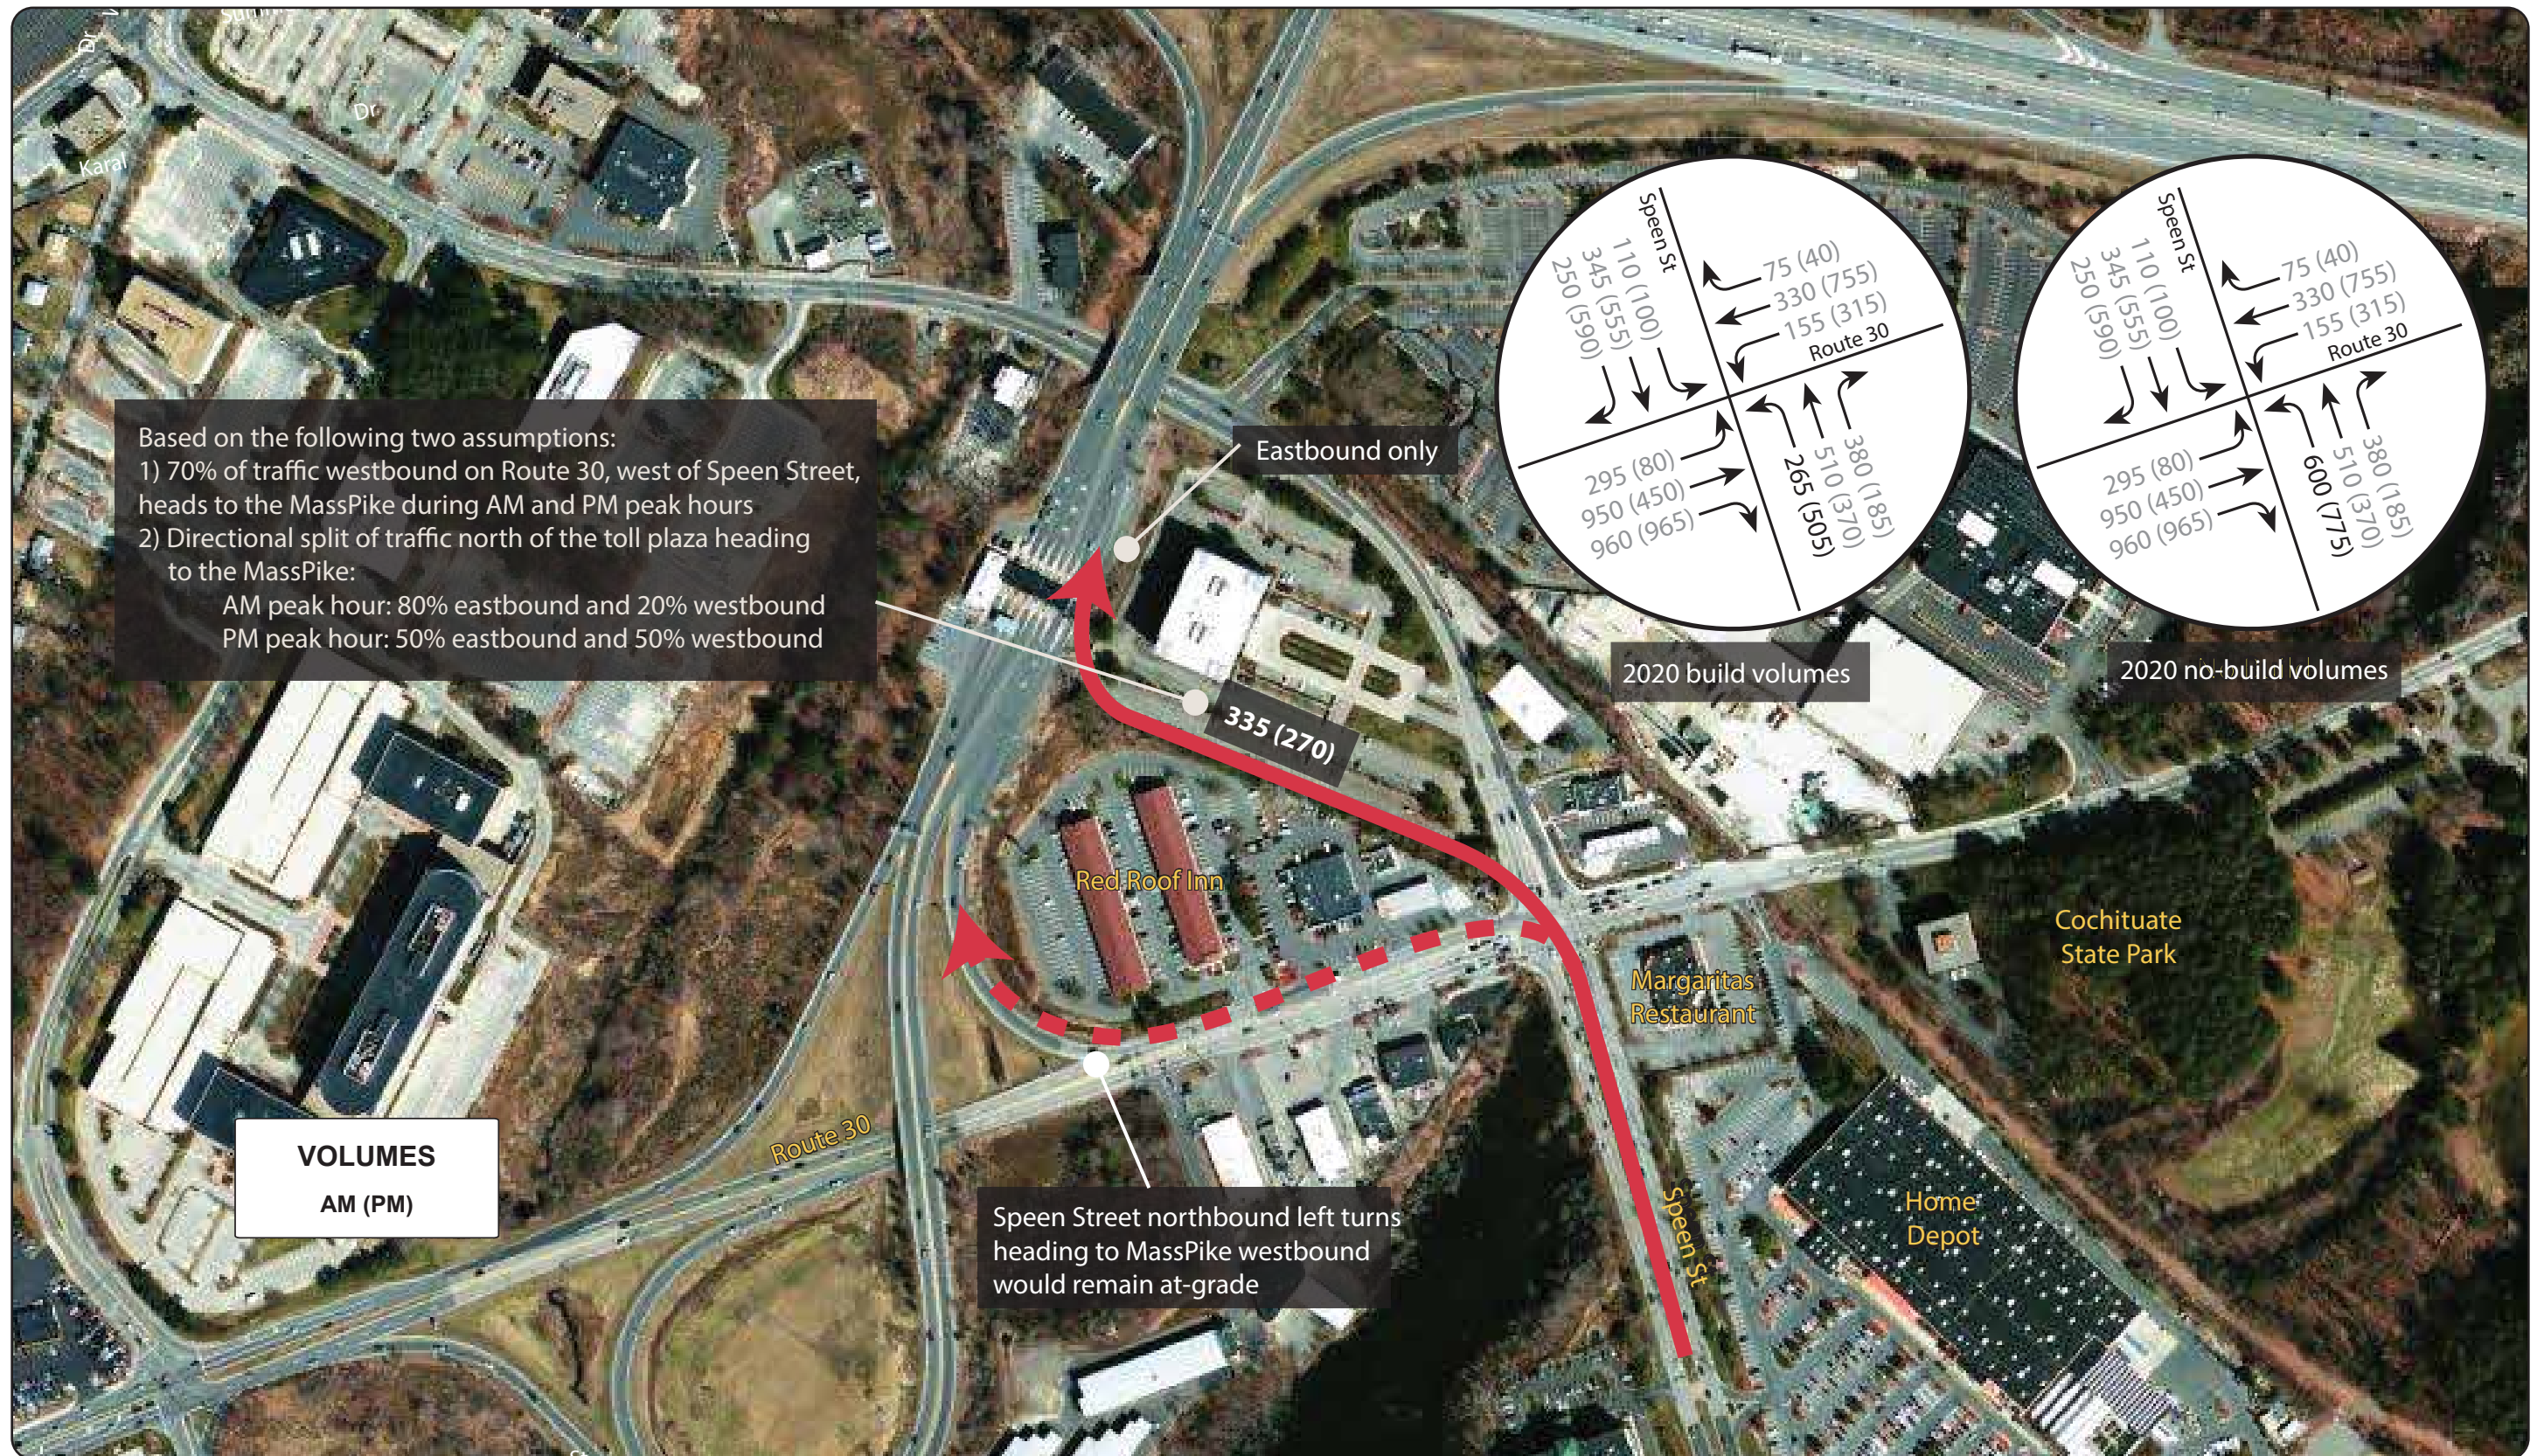 Dr
Dr
Karal
Based on the following two assumptions:
1) 70% of traffic westbound on Route 30, west of Speen Street,
heads to the MassPike during AM and PM peak hours
2) Directional split of traffic north of the toll plaza heading
to the MassPike:
AM peak hour: 80% eastbound and 20% westbound
PM peak hour: 50% eastbound and 50% westbound
Eastbound only
335 (270)
Speen St
110 (100)
345 (555)
250 (590)
75 (40)
330 (755)
155 (315)
Route 30
295 (80)
950 (450)
960 (965)
265 (505)
510 (370)
380 (185)
2020 build volumes
Speen St
110 (100)
345 (555)
250 (590)
75 (40)
330 (755)
155 (315)
Route 30
295 (80)
950 (450)
960 (965)
600 (775)
510 (370)
380 (185)
2020 no-build volumes
Red Roof Inn
Margaritas
Restaurant
Cochituate
State Park
Route 30
VOLUMES
AM (PM)
Speen Street northbound left turns
heading to MassPike westbound
would remain at-grade
Speen St
Home
Depot